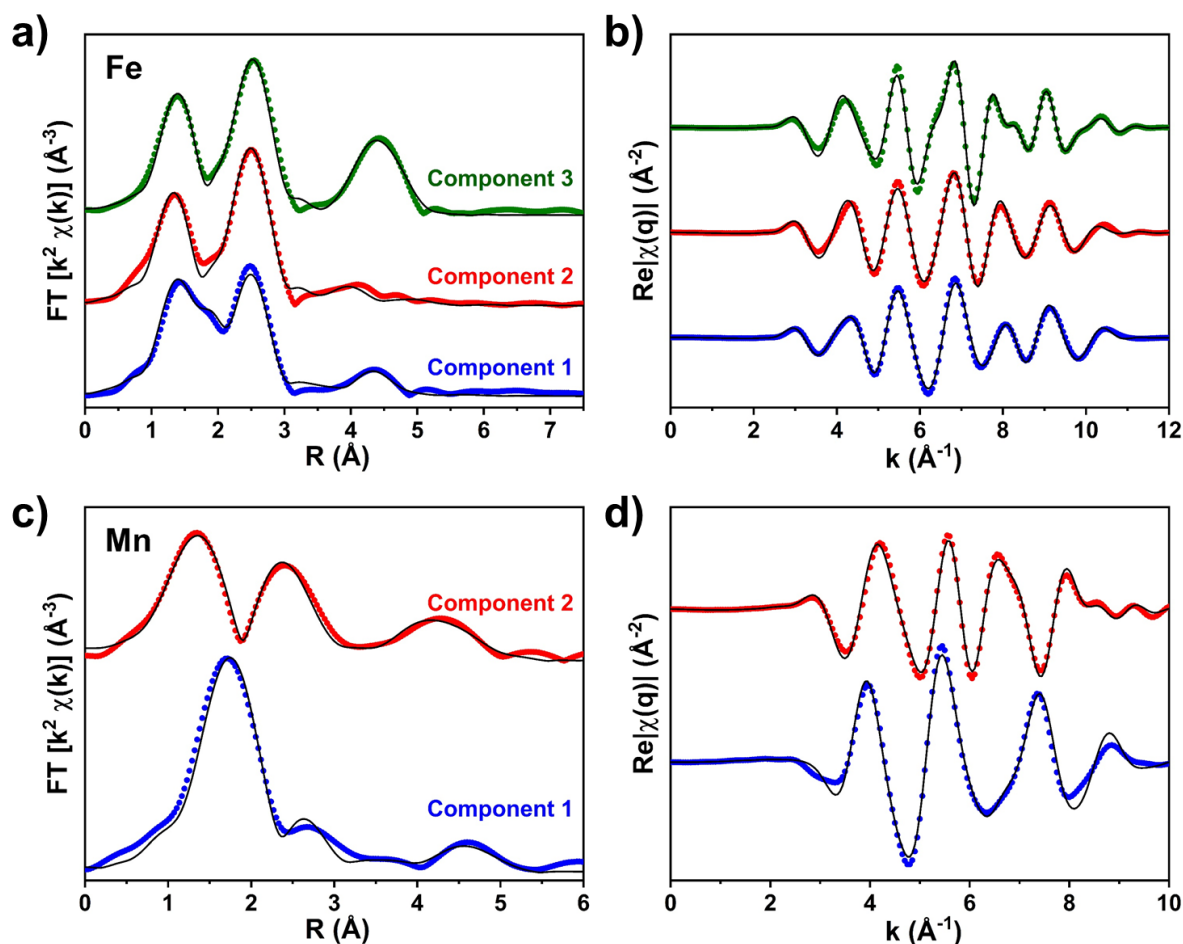 a)
Fe
FT [k² χ(k)] (Å⁻³)
Component 3
Component 2
Component 1
0 1 2 3 4 5 6 7
R (Å)
b)
Re|χ(q)| (Å⁻²)
0 2 4 6 8 10 12
k (Å⁻¹)
c)
Mn
FT [k² χ(k)] (Å⁻³)
Component 2
Component 1
0 1 2 3 4 5 6
R (Å)
d)
Re|χ(q)| (Å⁻²)
0 2 4 6 8 10
k (Å⁻¹)